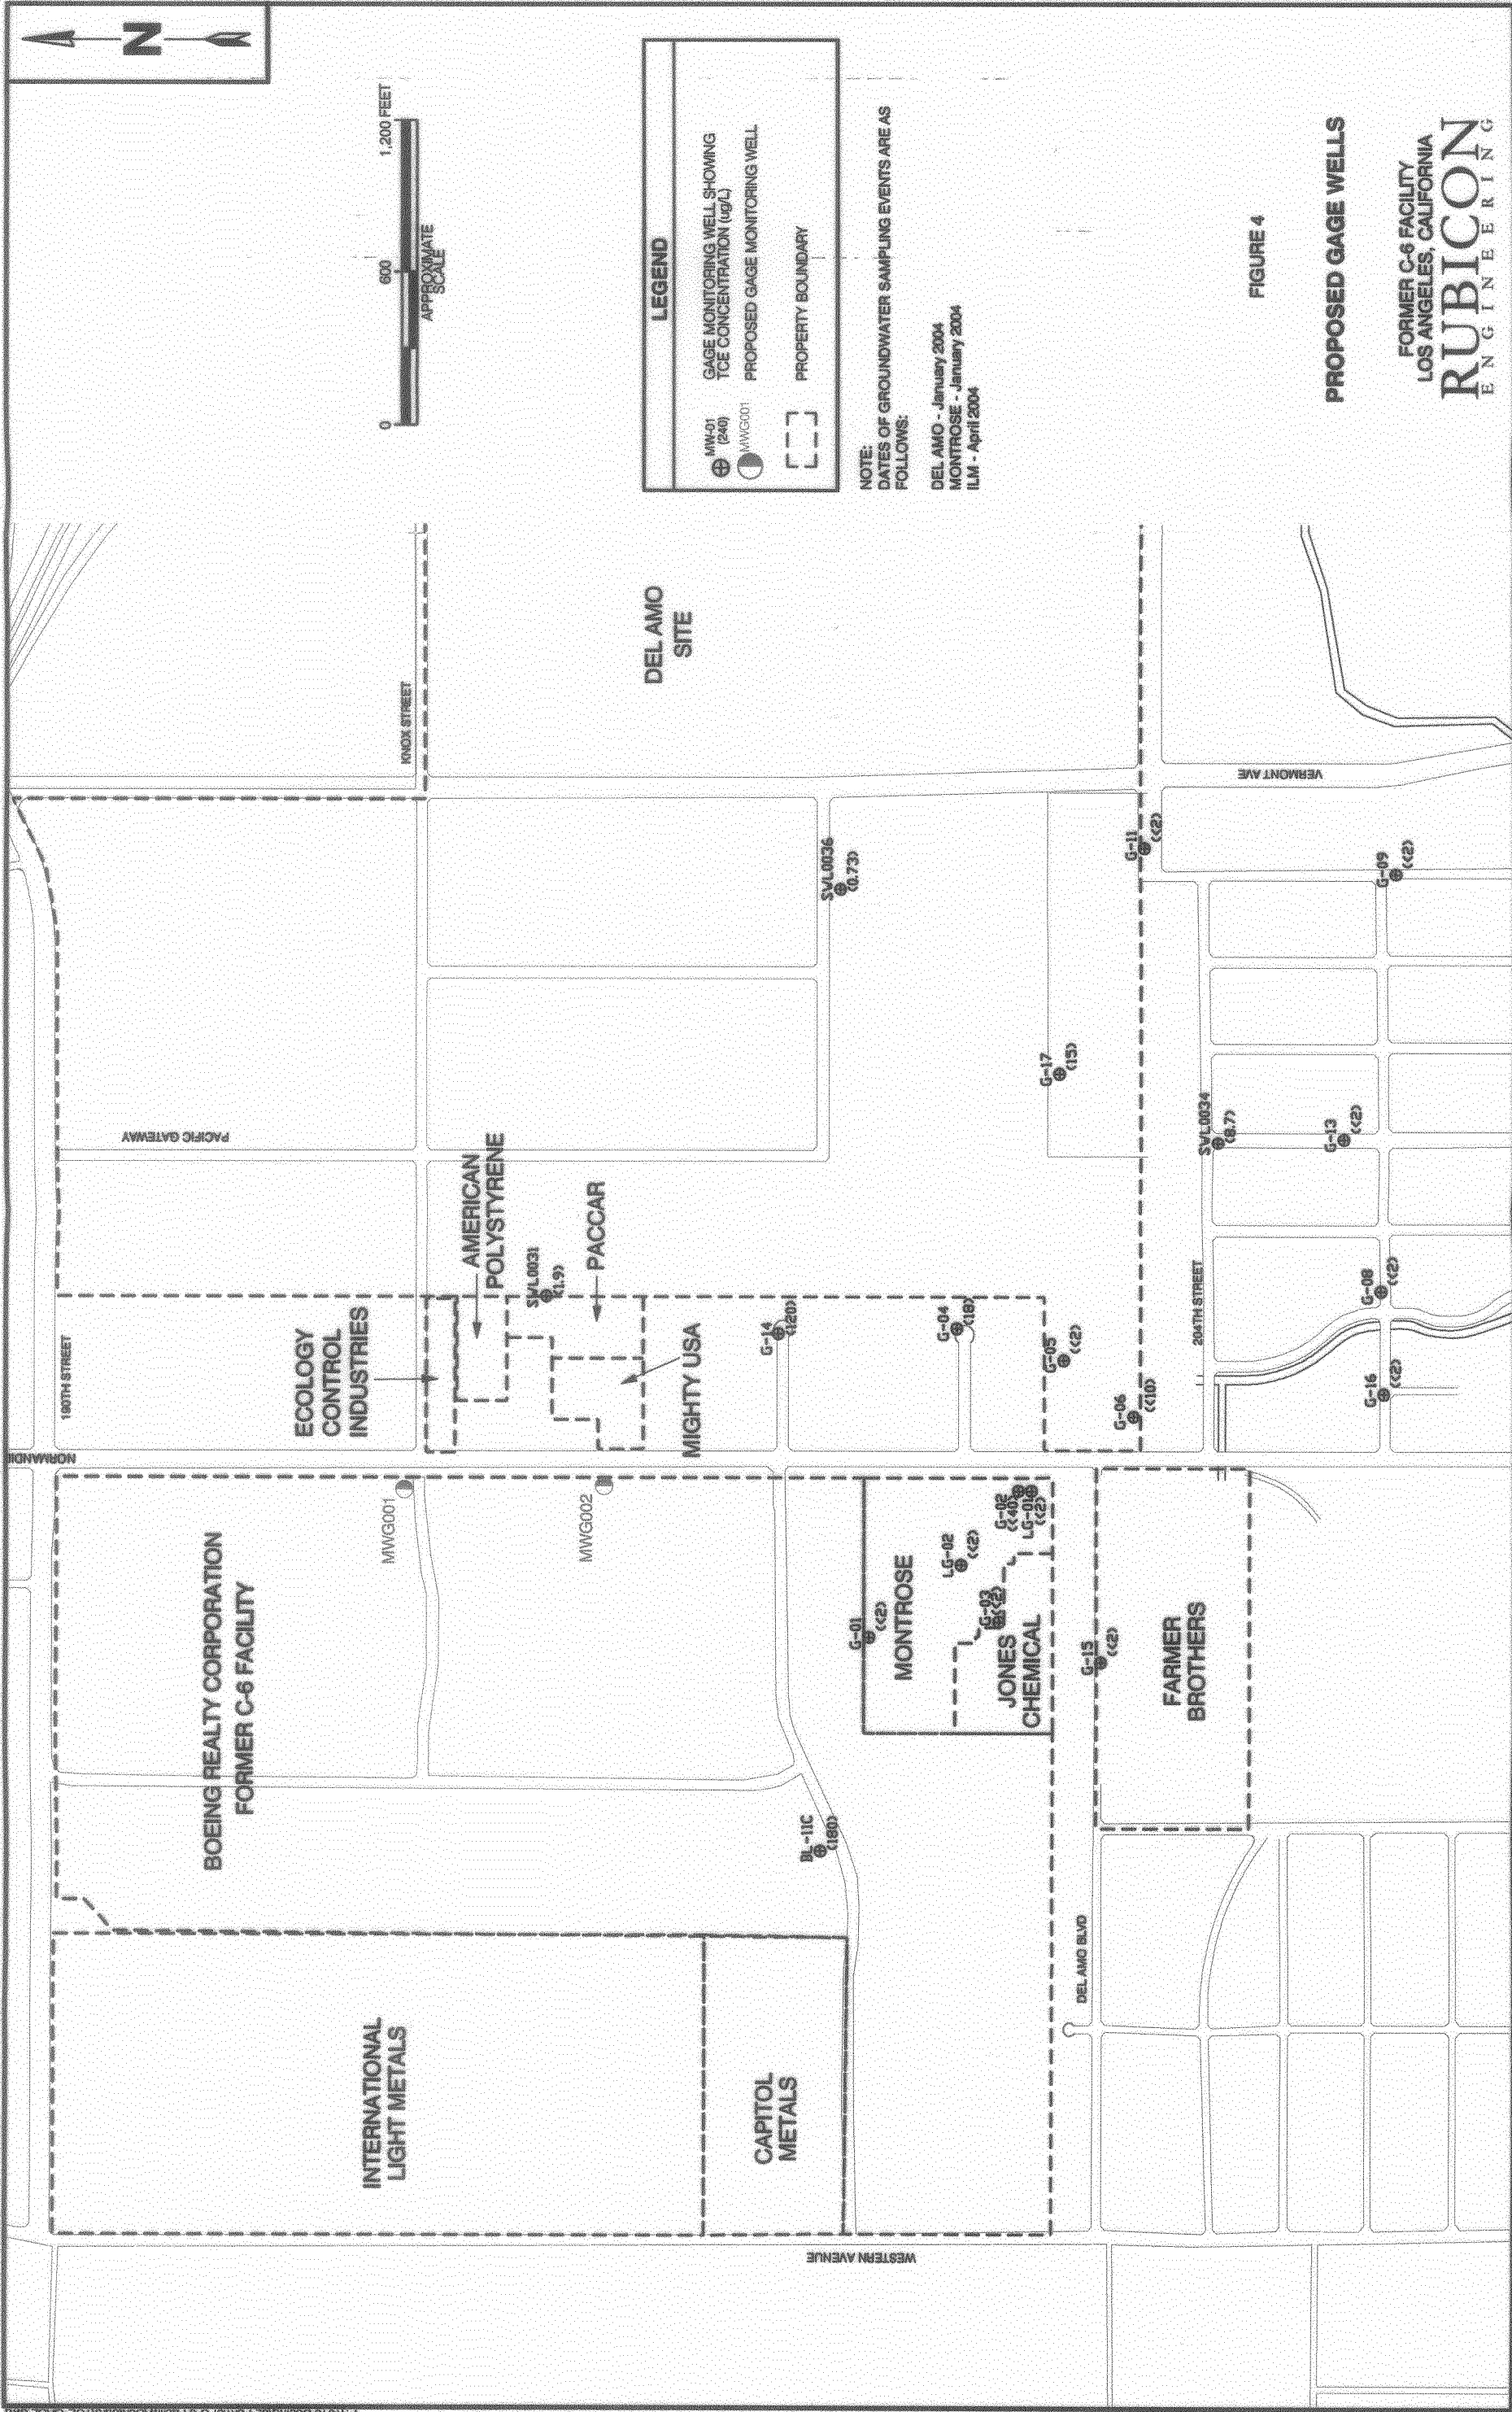 N
0
600
1,200 FEET
APPROXIMATE
SCALE
LEGEND
MW-01
(240)
GAGE MONITORING WELL SHOWING
TCE CONCENTRATION (ug/L)
MWG001
PROPOSED GAGE MONITORING WELL
PROPERTY BOUNDARY
NOTE:
DATES OF GROUNDWATER SAMPLING EVENTS ARE AS
FOLLOWS:
DEL AMO - January 2004
MONTROSE - January 2004
ILM - April 2004
FIGURE 4
PROPOSED GAGE WELLS
FORMER C-6 FACILITY
LOS ANGELES, CALIFORNIA
RUBICON
ENGINEERING
190TH STREET
NORMANDI
PACIFIC GATEWAY
KNOX STREET
BOEING REALTY CORPORATION
FORMER C-6 FACILITY
INTERNATIONAL
LIGHT METALS
ECOLOGY
CONTROL
INDUSTRIES
AMERICAN
POLYSTYRENE
MWG001
SWL0031
(1.9)
PACCAR
MWG002
MIGHTY USA
DEL AMO
SITE
CAPITOL
METALS
G-14
(120)
SWL0036
(0.73)
BL-11C
(180)
WESTERN AVENUE
G-01
(<2)
MONTROSE
LG-02
(<2)
G-04
(18)
G-03
(<2)
G-02
(<40)
LG-01
(<2)
JONES
CHEMICAL
G-05
(<2)
G-17
(15)
DEL AMO BLVD
G-15
(<2)
G-06
(<10)
G-11
(<2)
FARMER
BROTHERS
204TH STREET
SWL0034
(8.7)
VERMONT AVE
G-13
(<2)
G-16
(<2)
G-08
(<2)
G-09
(<2)